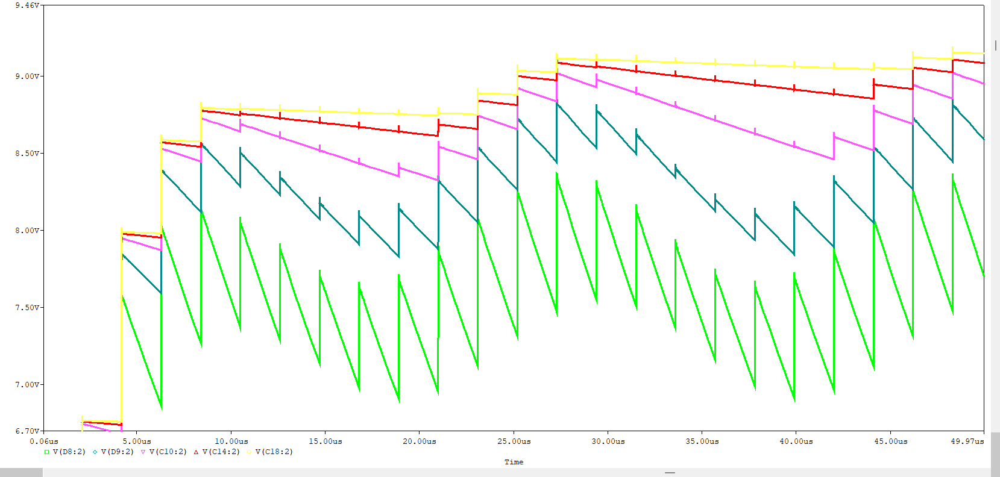 9.46V
9.00V
8.50V
8.00V
7.50V
7.00V
6.70V
0.06us 5.00us 10.00us 15.00us 20.00us 25.00us 30.00us 35.00us 40.00us 45.00us 49.97us
V(D8:2) V(D9:2) V(C10:2) V(C14:2) V(C18:2)
Time